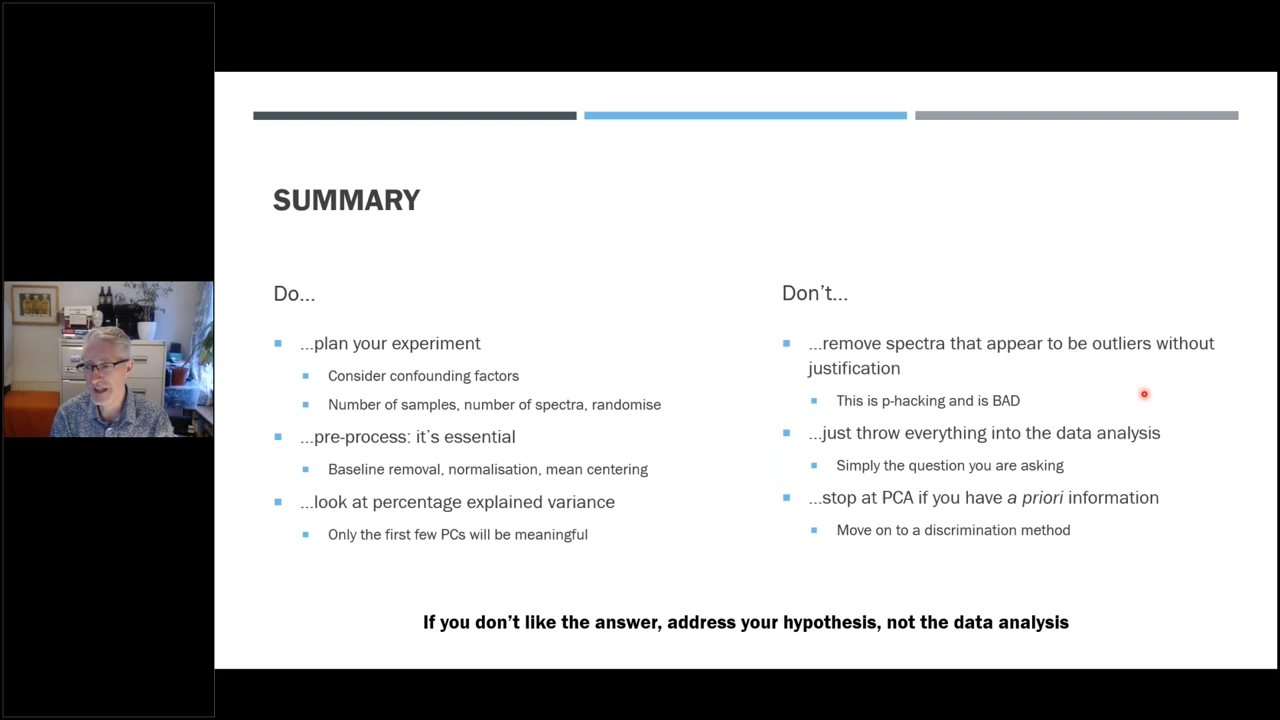 SUMMARY
Do...
...plan your experiment
Consider confounding factors
Number of samples, number of spectra, randomise
...pre-process: it's essential
Baseline removal, normalisation, mean centering
...look at percentage explained variance
Only the first few PCs will be meaningful
Don't...
...remove spectra that appear to be outliers without
justification
This is p-hacking and is BAD
...just throw everything into the data analysis
Simply the question you are asking
...stop at PCA if you have a priori information
Move on to a discrimination method
If you don't like the answer, address your hypothesis, not the data analysis